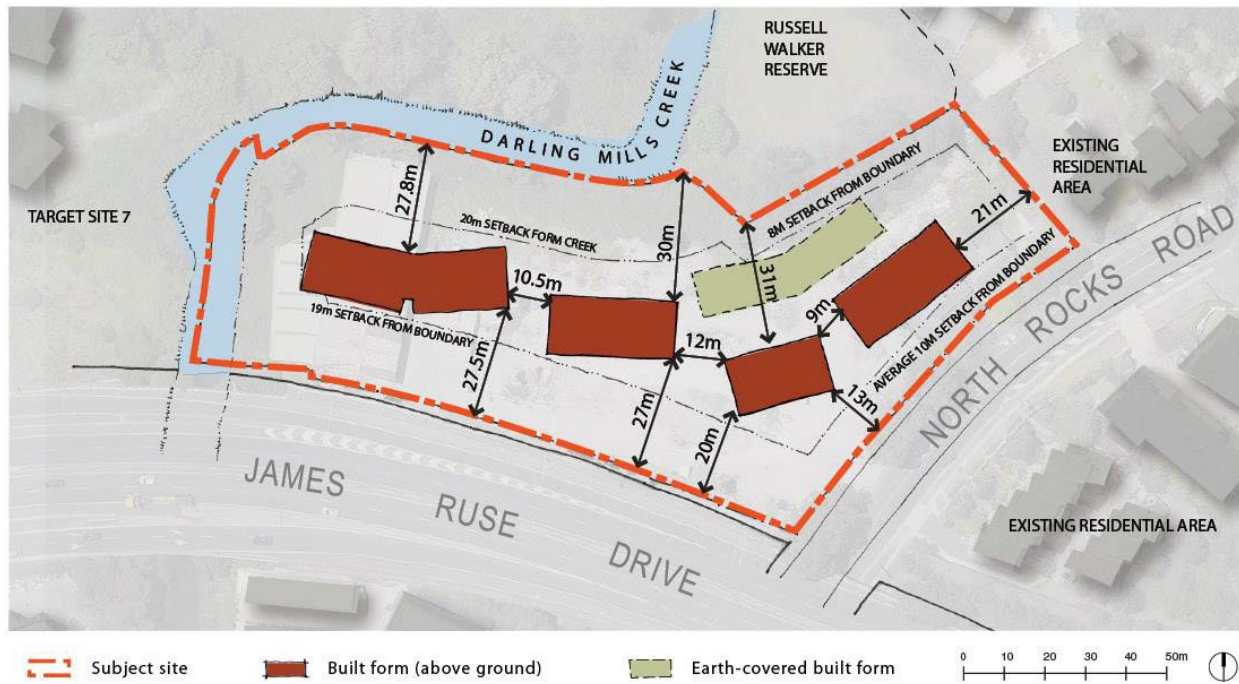 RUSSELL
WALKER
RESERVE
DARLING MILLS CREEK
EXISTING
RESIDENTIAL
AREA
TARGET SITE 7
27.8m
20m SETBACK FORM CREEK
30m
8M SETBACK FROM BOUNDARY
21m
31m
10.5m
19m SETBACK FROM BOUNDARY
27.5m
12m
9m
AVERAGE 10M SETBACK FROM BOUNDARY
27m
20m
13m
NORTH ROCKS ROAD
JAMES RUSE DRIVE
EXISTING RESIDENTIAL AREA
Subject site
Built form (above ground)
Earth-covered built form
0 10 20 30 40 50m